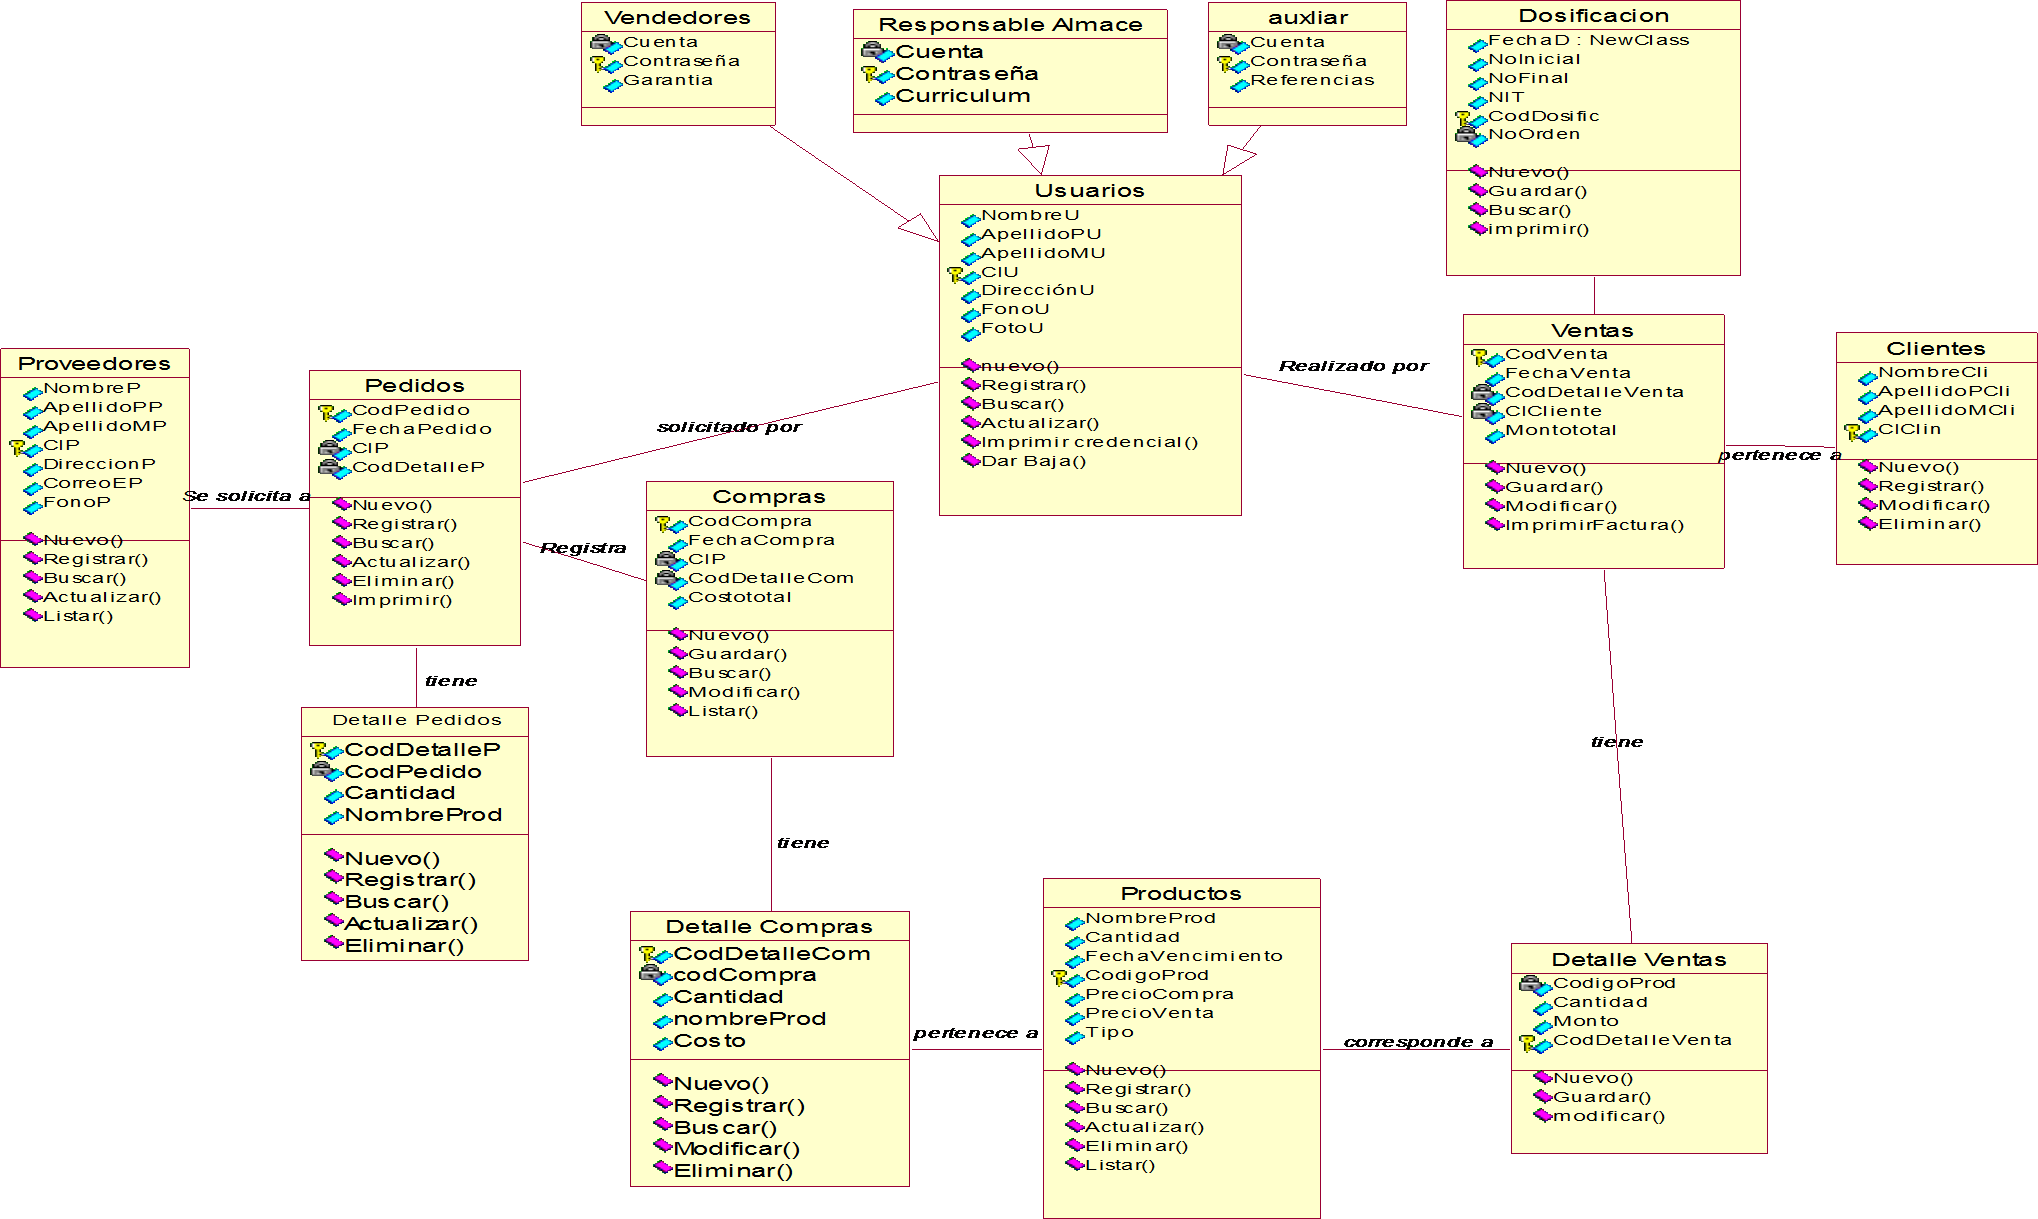 Vendedores
Cuenta
Contraseña
Garantia
Responsable Almace
Cuenta
Contraseña
Curriculum
auxliar
Cuenta
Contraseña
Referencias
Dosificacion
FechaD : NewClass
NoInicial
NoFinal
NIT
CodDosific
NoOrden
Nuevo()
Guardar()
Buscar()
imprimir()
Usuarios
NombreU
ApellidoPU
ApellidoMU
CIU
DirecciónU
FonoU
FotoU
nuevo()
Registrar()
Buscar()
Actualizar()
Imprimir credencial()
Dar Baja()
Realizado por
Ventas
CodVenta
FechaVenta
CodDetalleVenta
CICliente
Montototal
Nuevo()
Guardar()
Modificar()
ImprimirFactura()
pertenece a
Clientes
NombreCli
ApellidoPCli
ApellidoMCli
CIClin
Nuevo()
Registrar()
Modificar()
Eliminar()
Proveedores
NombreP
ApellidoPP
ApellidoMP
CIP
DireccionP
CorreoEP
FonoP
Nuevo()
Registrar()
Buscar()
Actualizar()
Listar()
Se solicita a
Pedidos
CodPedido
FechaPedido
CIP
CodDetalleP
Nuevo()
Registrar()
Buscar()
Actualizar()
Eliminar()
Imprimir()
solicitado por
Registra
Compras
CodCompra
FechaCompra
CIP
CodDetalleCom
Costototal
Nuevo()
Guardar()
Buscar()
Modificar()
Listar()
tiene
Detalle Pedidos
CodDetalleP
CodPedido
Cantidad
NombreProd
Nuevo()
Registrar()
Buscar()
Actualizar()
Eliminar()
tiene
tiene
Detalle Compras
CodDetalleCom
codCompra
Cantidad
nombreProd
Costo
Nuevo()
Registrar()
Buscar()
Modificar()
Eliminar()
pertenece a
Productos
NombreProd
Cantidad
FechaVencimiento
CodigoProd
PrecioCompra
PrecioVenta
Tipo
Nuevo()
Registrar()
Buscar()
Actualizar()
Eliminar()
Listar()
corresponde a
Detalle Ventas
CodigoProd
Cantidad
Monto
CodDetalleVenta
Nuevo()
Guardar()
modificar()